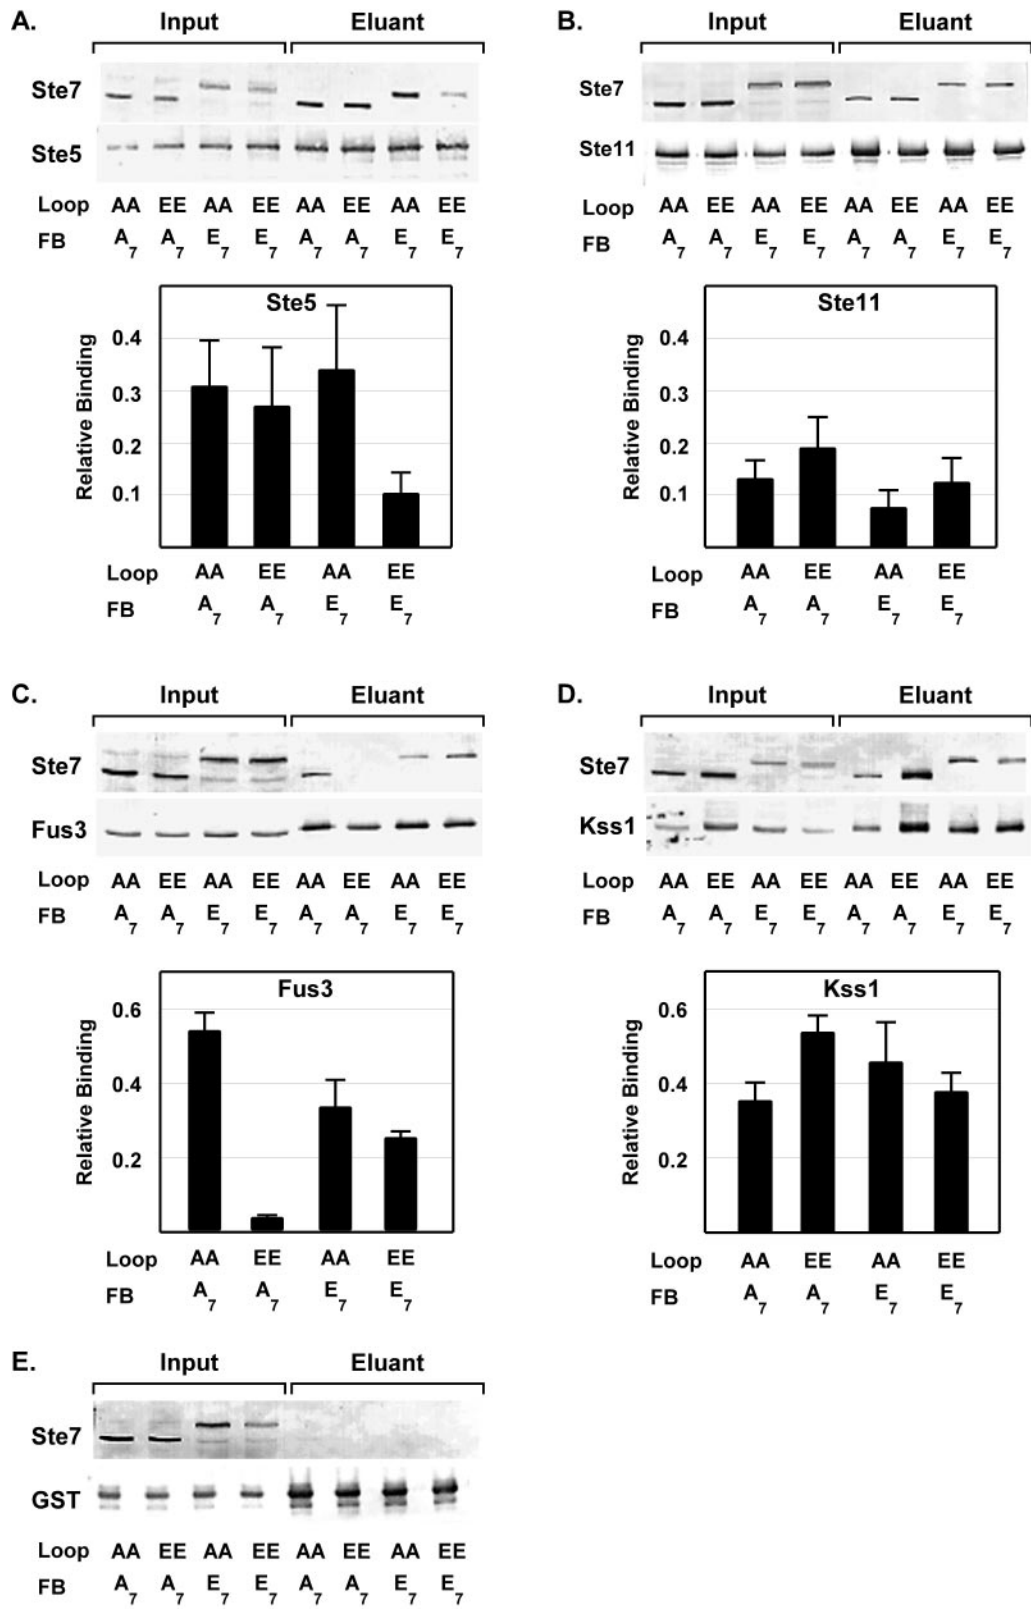 A.
Input Eluant
Ste7
Ste5
Loop AA EE AA EE AA EE AA EE
FB A7 A7 E7 E7 A7 A7 E7 E7
Ste5
Relative Binding
0.4
0.3
0.2
0.1
Loop AA EE AA EE
FB A7 A7 E7 E7
B.
Input Eluant
Ste7
Ste11
Loop AA EE AA EE AA EE AA EE
FB A7 A7 E7 E7 A7 A7 E7 E7
Ste11
Relative Binding
0.4
0.3
0.2
0.1
Loop AA EE AA EE
FB A7 A7 E7 E7
C.
Input Eluant
Ste7
Fus3
Loop AA EE AA EE AA EE AA EE
FB A7 A7 E7 E7 A7 A7 E7 E7
Fus3
Relative Binding
0.6
0.4
0.2
Loop AA EE AA EE
FB A7 A7 E7 E7
D.
Input Eluant
Ste7
Kss1
Loop AA EE AA EE AA EE AA EE
FB A7 A7 E7 E7 A7 A7 E7 E7
Kss1
Relative Binding
0.6
0.4
0.2
Loop AA EE AA EE
FB A7 A7 E7 E7
E.
Input Eluant
Ste7
GST
Loop AA EE AA EE AA EE AA EE
FB A7 A7 E7 E7 A7 A7 E7 E7